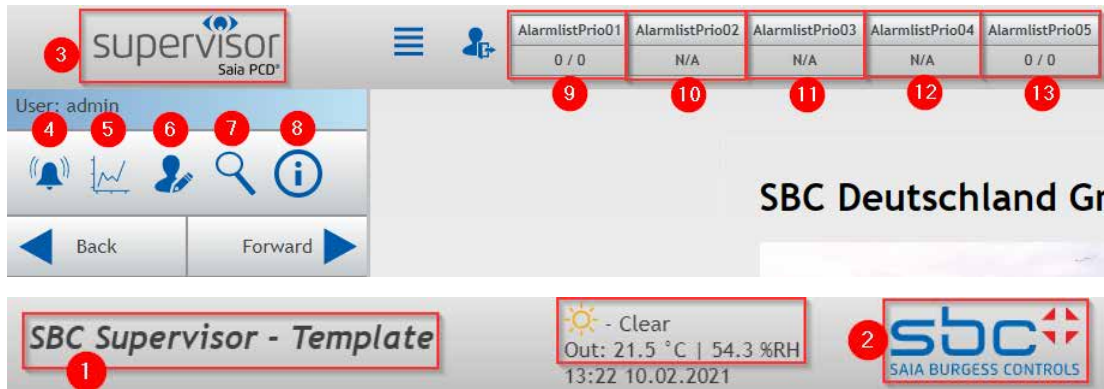 3
supervisor
Saia PCD®
AlarmlistPrio01 AlarmlistPrio02 AlarmlistPrio03 AlarmlistPrio04 AlarmlistPrio05
0 / 0 N/A N/A N/A 0 / 0
9 10 11 12 13
User: admin
4 5 6 7 8
Back Forward
SBC Deutschland Gr
SBC Supervisor - Template
1
- Clear
Out: 21.5 °C | 54.3 %RH
13:22 10.02.2021
2
sbc
SAIA BURGESS CONTROLS